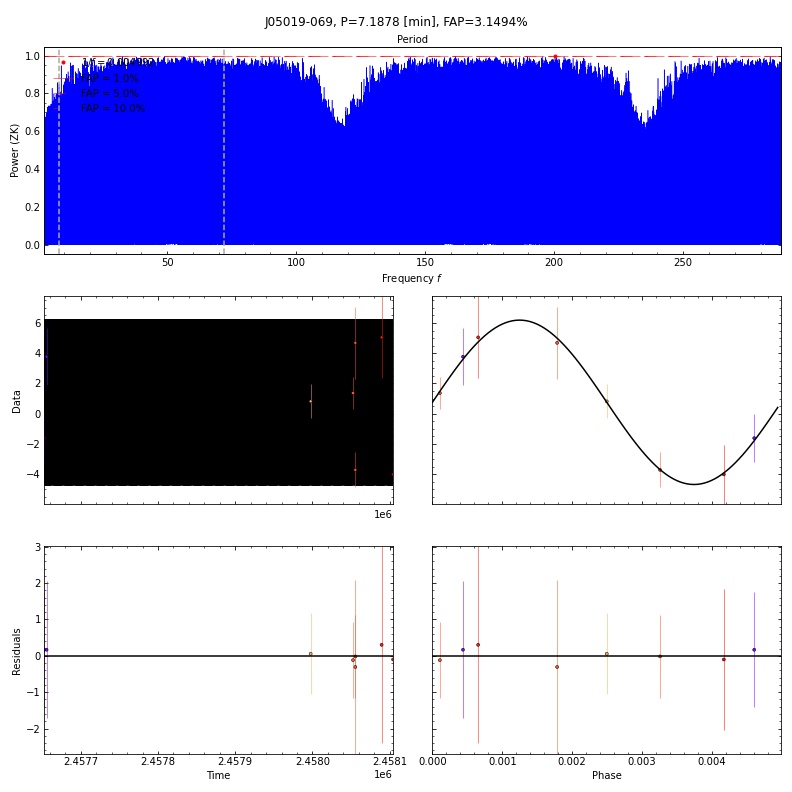 J05019-069, P=7.1878 [min], FAP=3.1494%
Period
FAP = 1.0%
FAP = 5.0%
FAP = 10.0%
Power (ZK)
1.0
0.8
0.6
0.4
0.2
0.0
50
100
150
200
250
Frequency f
Data
6
4
2
0
−2
−4
1e6
Residuals
3
2
1
0
−1
−2
2.4577
2.4578
2.4579
2.4580
2.4581
1e6
Time
0.000
0.001
0.002
0.003
0.004
Phase